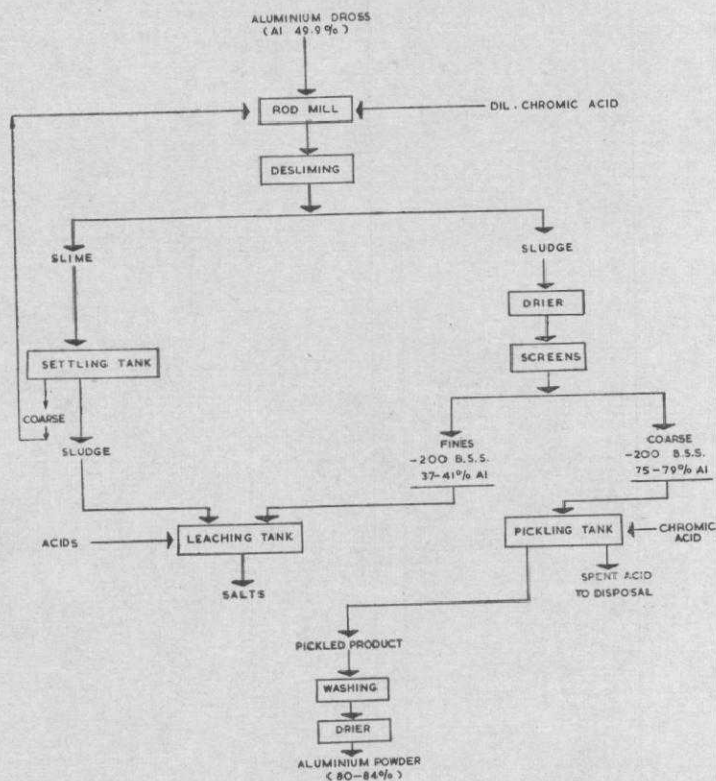 ALUMINIUM DROSS
(Al 49.9%)
ROD MILL
DIL. CHROMIC ACID
DESLIMING
SLIME
SLUDGE
DRIER
SETTLING TANK
SCREENS
COARSE
SLUDGE
FINES
-200 B.S.S.
37-41% Al
COARSE
-200 B.S.S.
75-79% Al
ACIDS
LEACHING TANK
PICKLING TANK
CHROMIC
ACID
SALTS
SPENT ACID
TO DISPOSAL
PICKLED PRODUCT
WASHING
DRIER
ALUMINIUM POWDER
(80-84%)